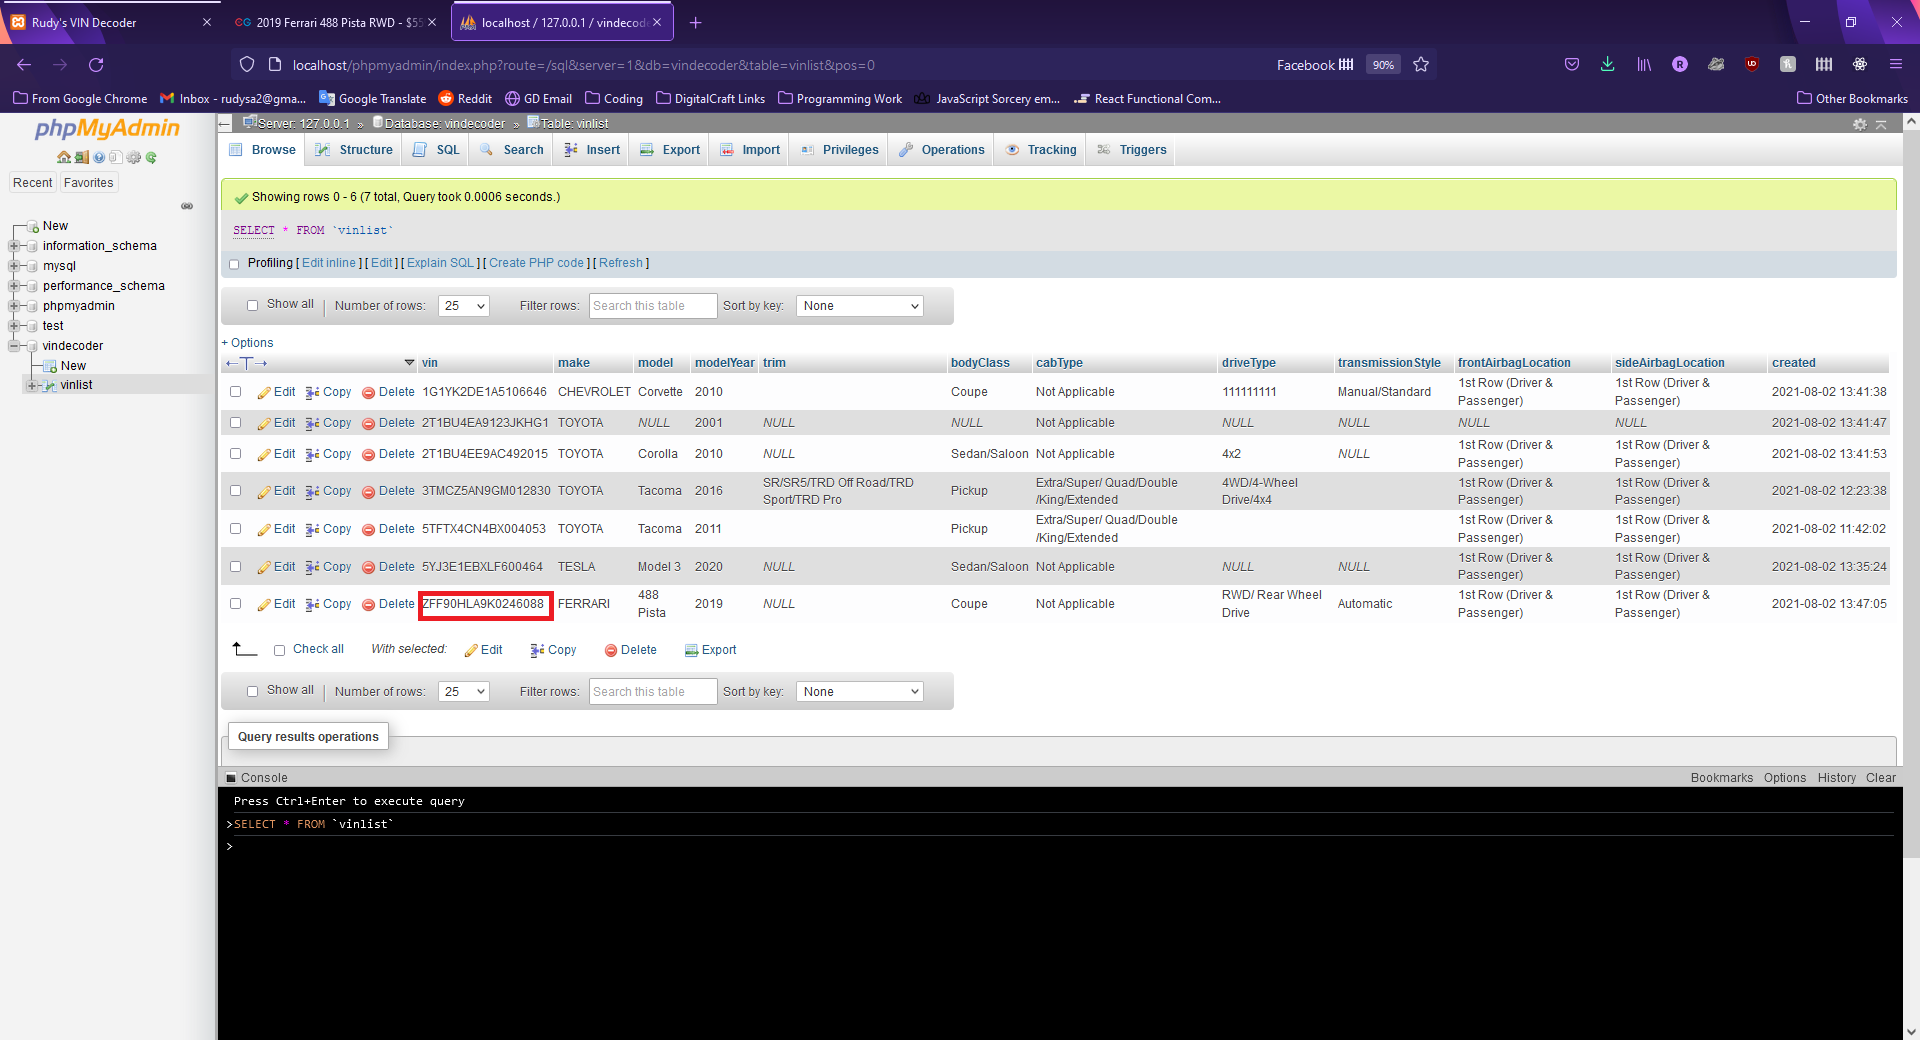 Rudy's VIN Decoder
2019 Ferrari 488 Pista RWD - $55
localhost / 127.0.0.1 / vindecod
localhost/phpmyadmin/index.php?route=/sql&server=1&db=vindecoder&table=vinlist&pos=0
Facebook 90%
From Google Chrome Inbox - rudysa2@gma... Google Translate Reddit GD Email Coding DigitalCraft Links Programming Work JavaScript Sorcery em... React Functional Com... Other Bookmarks
phpMyAdmin
Recent Favorites
New
information_schema
mysql
performance_schema
phpmyadmin
test
vindecoder
New
vinlist
Server: 127.0.0.1 » Database: vindecoder » Table: vinlist
Browse Structure SQL Search Insert Export Import Privileges Operations Tracking Triggers
Showing rows 0 - 6 (7 total, Query took 0.0006 seconds.)
SELECT * FROM `vinlist`
Profiling [ Edit inline ] [ Edit ] [ Explain SQL ] [ Create PHP code ] [ Refresh ]
Show all Number of rows: 25 Filter rows: Search this table Sort by key: None
+ Options
←T→ vin make model modelYear trim bodyClass cabType driveType transmissionStyle frontAirbagLocation sideAirbagLocation created
Edit Copy Delete 1G1YK2DE1A5106646 CHEVROLET Corvette 2010 Coupe Not Applicable 111111111 Manual/Standard 1st Row (Driver & Passenger) 1st Row (Driver & Passenger) 2021-08-02 13:41:38
Edit Copy Delete 2T1BU4EA9123JKHG1 TOYOTA NULL 2001 NULL NULL Not Applicable NULL NULL NULL NULL 2021-08-02 13:41:47
Edit Copy Delete 2T1BU4EE9AC492015 TOYOTA Corolla 2010 NULL Sedan/Saloon Not Applicable 4x2 NULL 1st Row (Driver & Passenger) 1st Row (Driver & Passenger) 2021-08-02 13:41:53
Edit Copy Delete 3TMCZ5AN9GM012830 TOYOTA Tacoma 2016 SR/SR5/TRD Off Road/TRD Sport/TRD Pro Pickup Extra/Super/ Quad/Double /King/Extended 4WD/4-Wheel Drive/4x4 1st Row (Driver & Passenger) 1st Row (Driver & Passenger) 2021-08-02 12:23:38
Edit Copy Delete 5TFTX4CN4BX004053 TOYOTA Tacoma 2011 Pickup Extra/Super/ Quad/Double /King/Extended 1st Row (Driver & Passenger) 1st Row (Driver & Passenger) 2021-08-02 11:42:02
Edit Copy Delete 5YJ3E1EBXLF600464 TESLA Model 3 2020 NULL Sedan/Saloon Not Applicable NULL NULL 1st Row (Driver & Passenger) 1st Row (Driver & Passenger) 2021-08-02 13:35:24
Edit Copy Delete ZFF90HLA9K0246088 FERRARI 488 Pista 2019 NULL Coupe Not Applicable RWD/ Rear Wheel Drive Automatic 1st Row (Driver & Passenger) 1st Row (Driver & Passenger) 2021-08-02 13:47:05
Check all With selected: Edit Copy Delete Export
Show all Number of rows: 25 Filter rows: Search this table Sort by key: None
Query results operations
Console Bookmarks Options History Clear
Press Ctrl+Enter to execute query
>SELECT * FROM `vinlist`
>